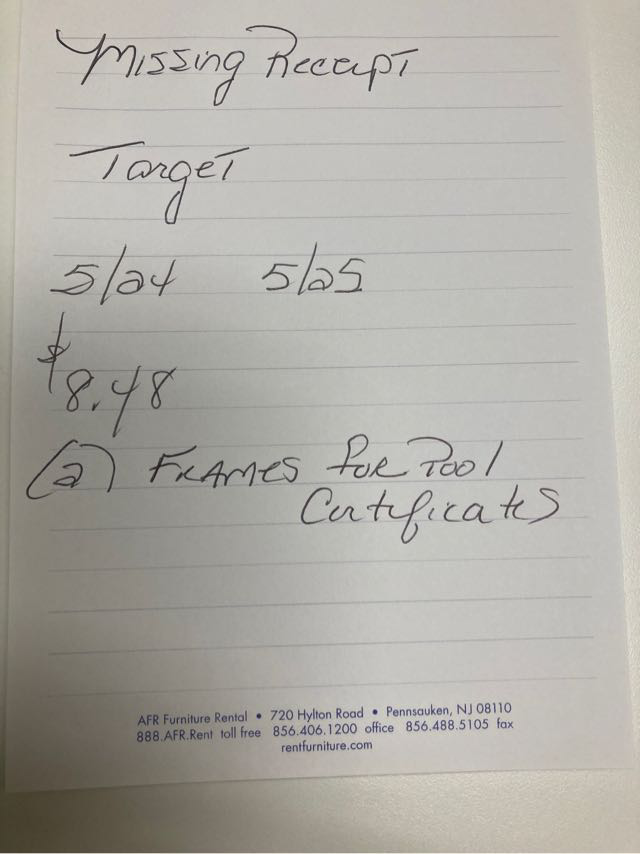 Missing Receipt
Target
5/24 5/25
$8.48
(2) FRAMES FOR Pool
Certificates
AFR Furniture Rental • 720 Hylton Road • Pennsauken, NJ 08110
888.AFR.Rent toll free 856.406.1200 office 856.488.5105 fax
rentfurniture.com